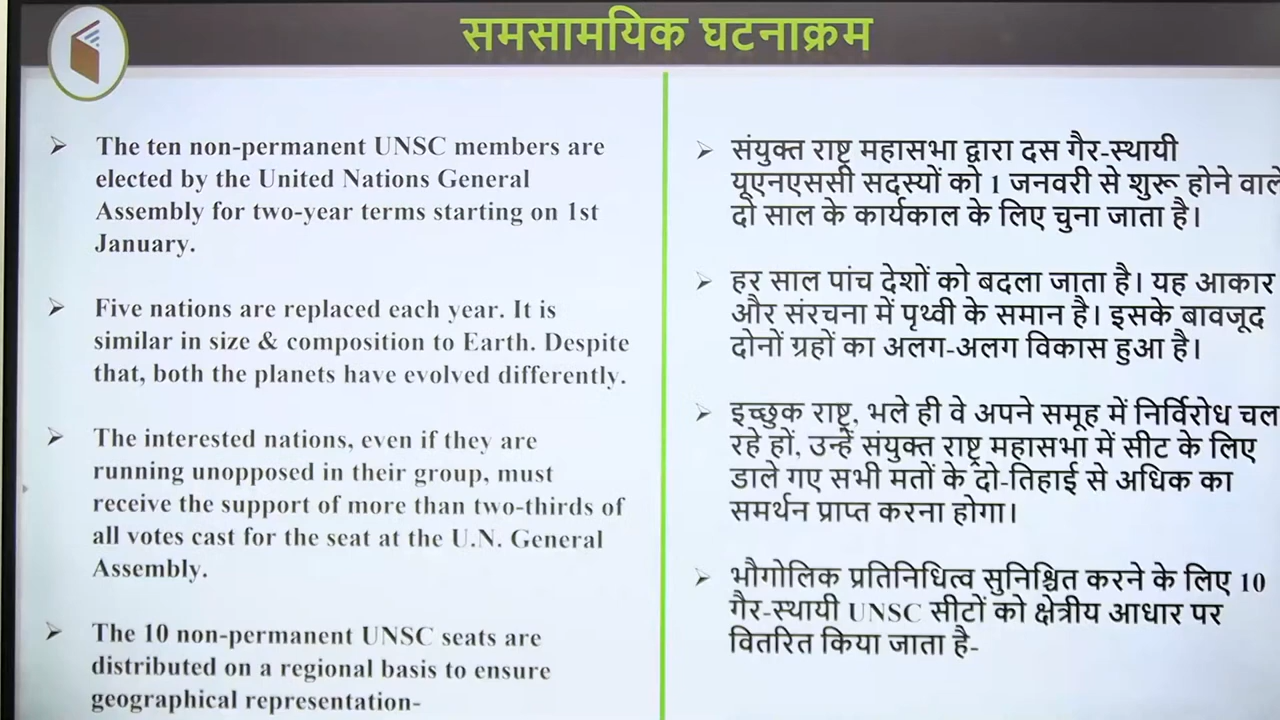 समसामयिक घटनाक्रम
The ten non-permanent UNSC members are
elected by the United Nations General
Assembly for two-year terms starting on 1st
January.
Five nations are replaced each year. It is
similar in size & composition to Earth. Despite
that, both the planets have evolved differently.
The interested nations, even if they are
running unopposed in their group, must
receive the support of more than two-thirds of
all votes cast for the seat at the U.N. General
Assembly.
The 10 non-permanent UNSC seats are
distributed on a regional basis to ensure
geographical representation-
संयुक्त राष्ट्र महासभा द्वारा दस गैर-स्थायी
यूएनएससी सदस्यों को 1 जनवरी से शुरू होने वाले
दो साल के कार्यकाल के लिए चुना जाता है।
हर साल पांच देशों को बदला जाता है। यह आकार
और संरचना में पृथ्वी के समान है। इसके बावजूद
दोनों ग्रहों का अलग-अलग विकास हुआ है।
इच्छुक राष्ट्र, भले ही वे अपने समूह में निर्विरोध चल
रहे हों, उन्हें संयुक्त राष्ट्र महासभा में सीट के लिए
डाले गए सभी मतों के दो-तिहाई से अधिक का
समर्थन प्राप्त करना होगा।
भौगोलिक प्रतिनिधित्व सुनिश्चित करने के लिए 10
गैर-स्थायी UNSC सीटों को क्षेत्रीय आधार पर
वितरित किया जाता है-